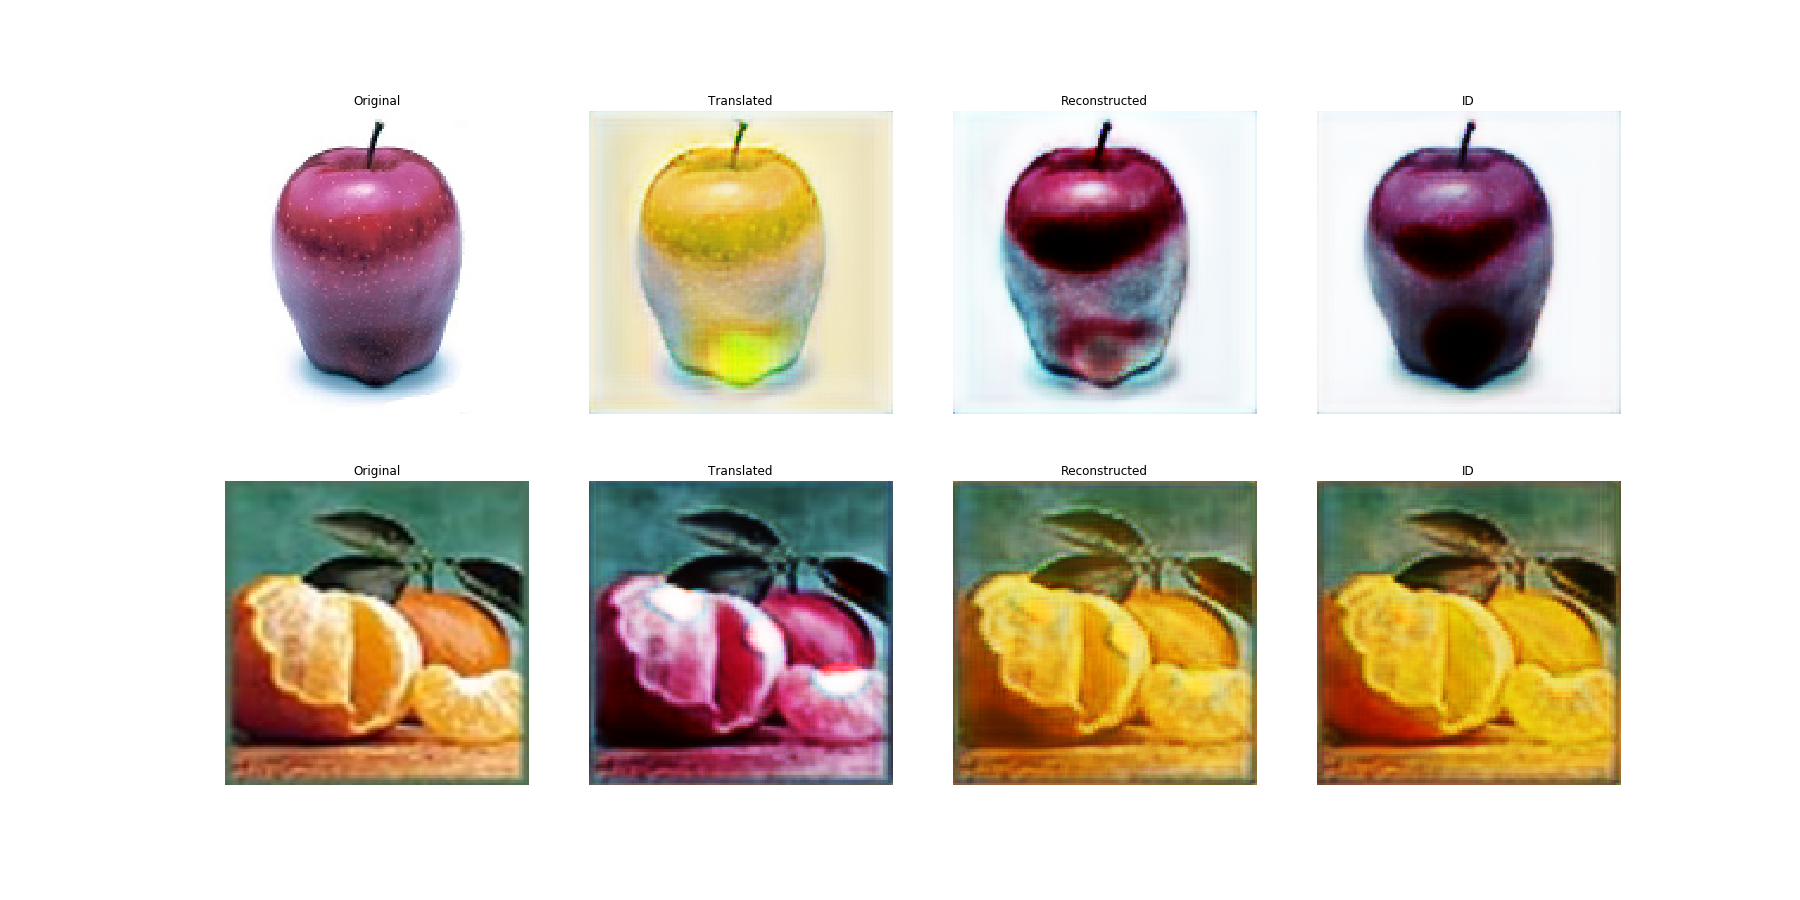 Original
Translated
Reconstructed
ID
Original
Translated
Reconstructed
ID